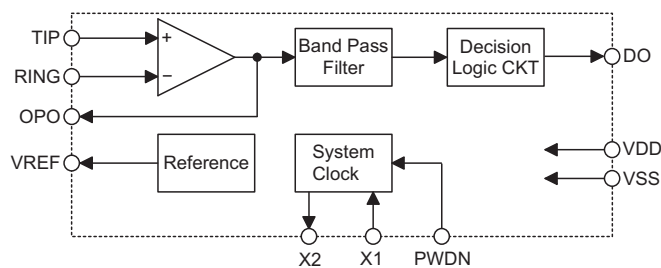 TIP
+
Band Pass
Filter
Decision
Logic CKT
DO
RING
−
OPO
VREF
Reference
System
Clock
VDD
VSS
X2
X1
PWDN